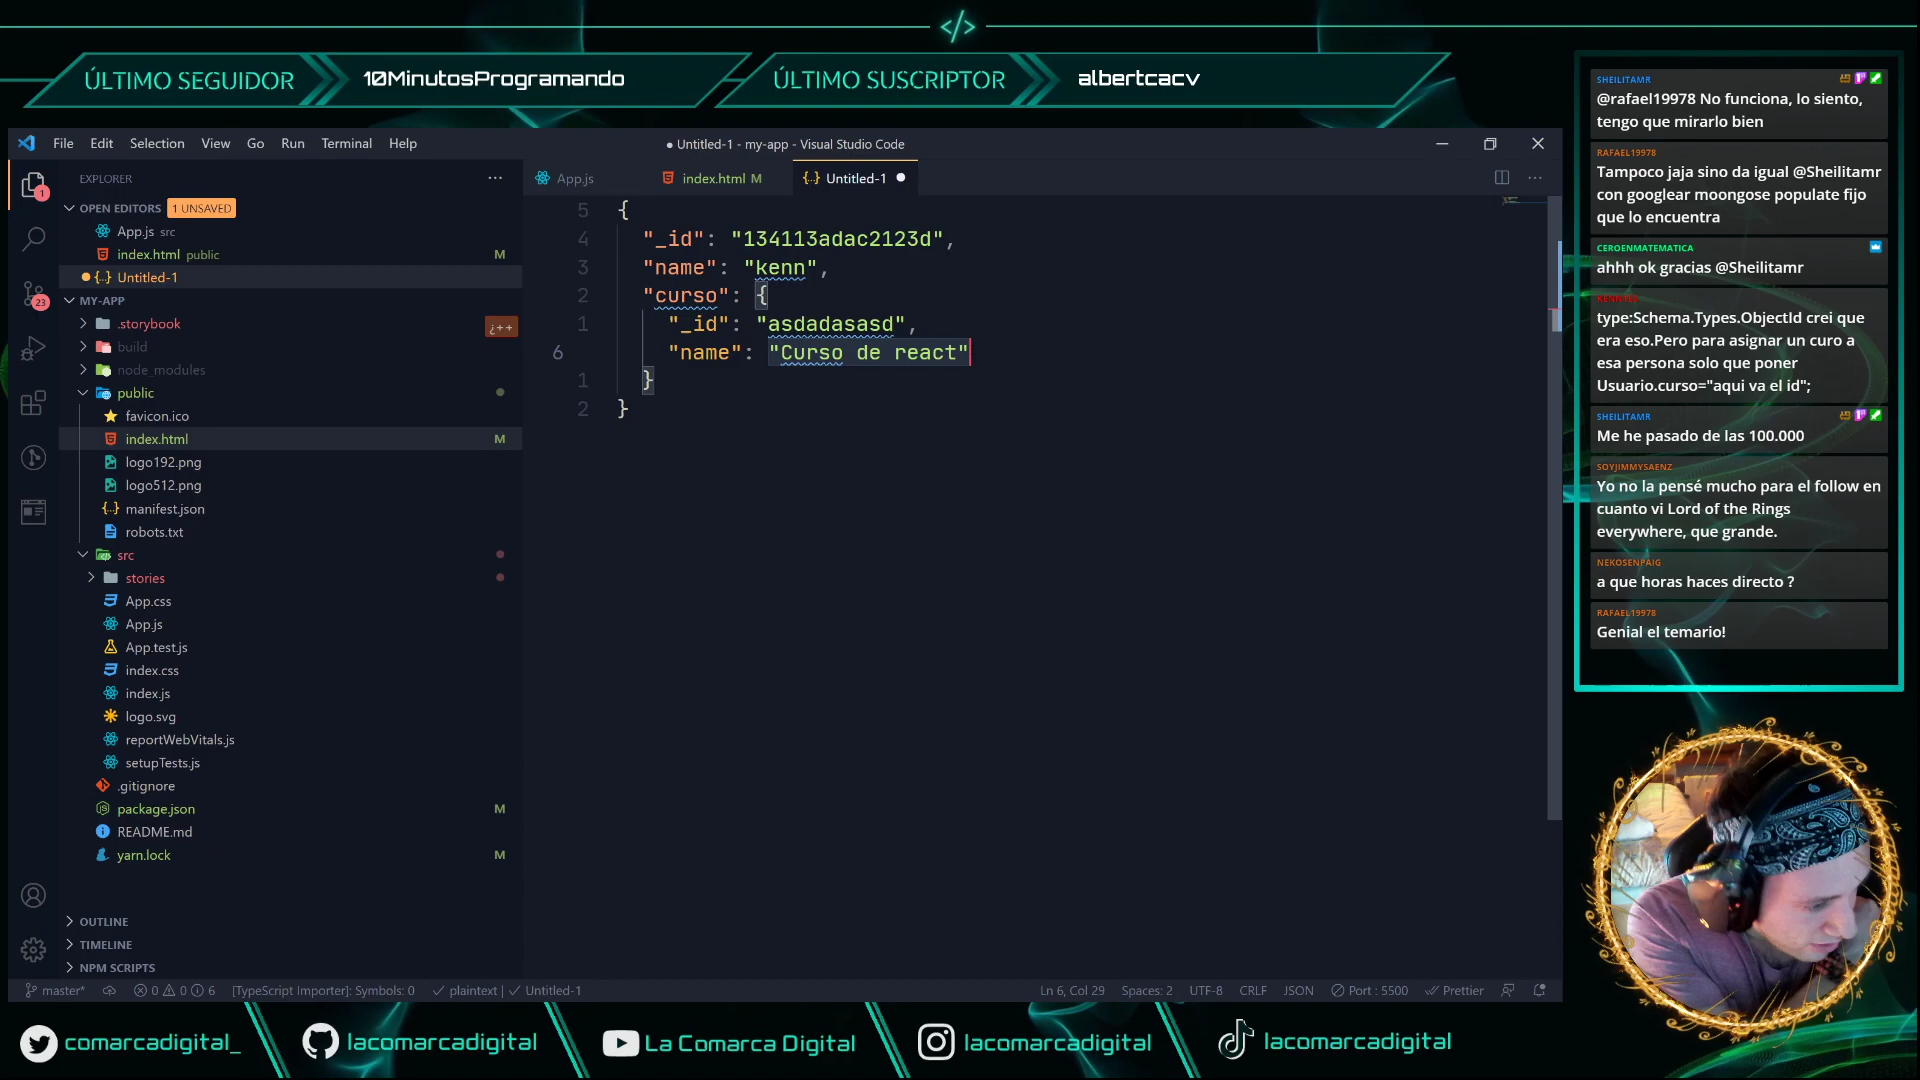 </>
ÚLTIMO SEGUIDOR
10MinutosProgramando
ÚLTIMO SUSCRIPTOR
albertcacv
File Edit Selection View Go Run Terminal Help
● Untitled-1 - my-app - Visual Studio Code
EXPLORER
OPEN EDITORS 1 UNSAVED
App.js src
index.html public M
Untitled-1
MY-APP
.storybook ¿++
build
node_modules
public
favicon.ico
index.html M
logo192.png
logo512.png
manifest.json
robots.txt
src
stories
App.css
App.js
App.test.js
index.css
index.js
logo.svg
reportWebVitals.js
setupTests.js
.gitignore
package.json M
README.md
yarn.lock M
OUTLINE
TIMELINE
NPM SCRIPTS
1
23
App.js index.html M Untitled-1
5 {
4 "_id": "134113adac2123d",
3 "name": "kenn",
2 "curso": {
1 "_id": "asdadasasd",
6 "name": "Curso de react"
1 }
2 }
master* 0 0 6 [TypeScript Importer]: Symbols: 0 plaintext | Untitled-1 Ln 6, Col 29 Spaces: 2 UTF-8 CRLF JSON Port : 5500 Prettier
SHEILITAMR
@rafael19978 No funciona, lo siento,
tengo que mirarlo bien
RAFAEL19978
Tampoco jaja sino da igual @Sheilitamr
con googlear moongose populate fijo
que lo encuentra
CEROENMATEMATICA
ahhh ok gracias @Sheilitamr
type:Schema.Types.ObjectId crei que
era eso.Pero para asignar un curo a
esa persona solo que poner
Usuario.curso="aqui va el id";
SHEILITAMR
Me he pasado de las 100.000
SOYJIMMYSAENZ
Yo no la pensé mucho para el follow en
cuanto vi Lord of the Rings
everywhere, que grande.
NEKOSENPAIG
a que horas haces directo ?
RAFAEL19978
Genial el temario!
comarcadigital_
lacomarcadigital
La Comarca Digital
lacomarcadigital
lacomarcadigital